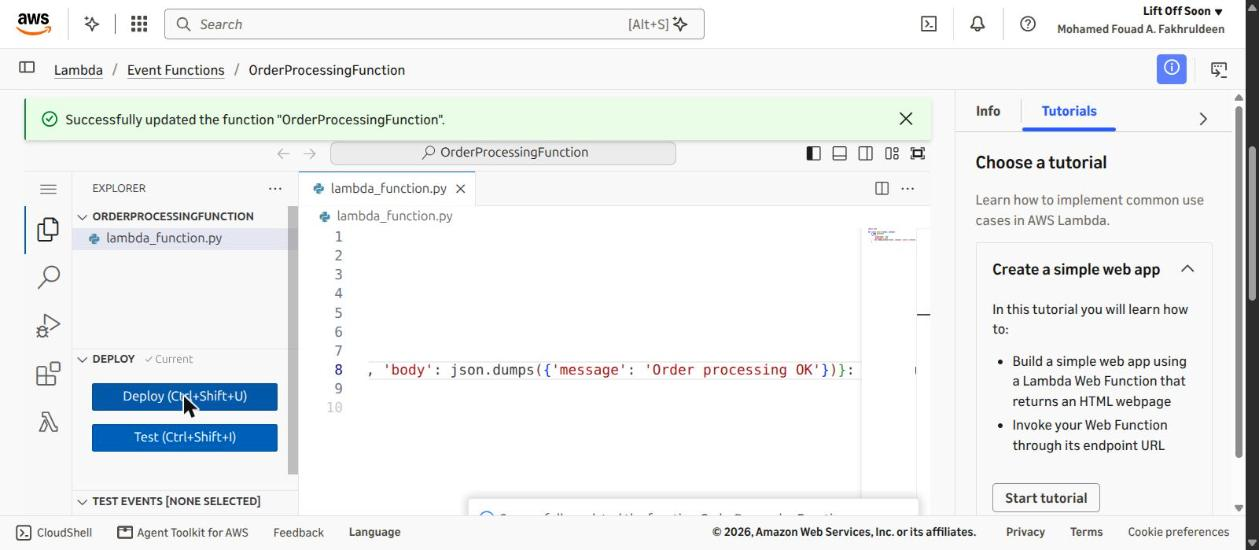 aws
Search [Alt+S]
Lift Off Soon ▼
Mohamed Fouad A. Fakhruldeen
Lambda / Event Functions / OrderProcessingFunction
Successfully updated the function "OrderProcessingFunction".
OrderProcessingFunction
EXPLORER
lambda_function.py
ORDERPROCESSINGFUNCTION
lambda_function.py
lambda_function.py
1
2
3
4
5
6
7
8 , 'body': json.dumps({'message': 'Order processing OK'})}:
9
10
DEPLOY ✓ Current
Deploy (Ctrl+Shift+U)
Test (Ctrl+Shift+I)
TEST EVENTS [NONE SELECTED]
Info
Tutorials
Choose a tutorial
Learn how to implement common use
cases in AWS Lambda.
Create a simple web app
In this tutorial you will learn how
to:
• Build a simple web app using
a Lambda Web Function that
returns an HTML webpage
• Invoke your Web Function
through its endpoint URL
Start tutorial
CloudShell
Agent Toolkit for AWS
Feedback
Language
© 2026, Amazon Web Services, Inc. or its affiliates.
Privacy
Terms
Cookie preferences